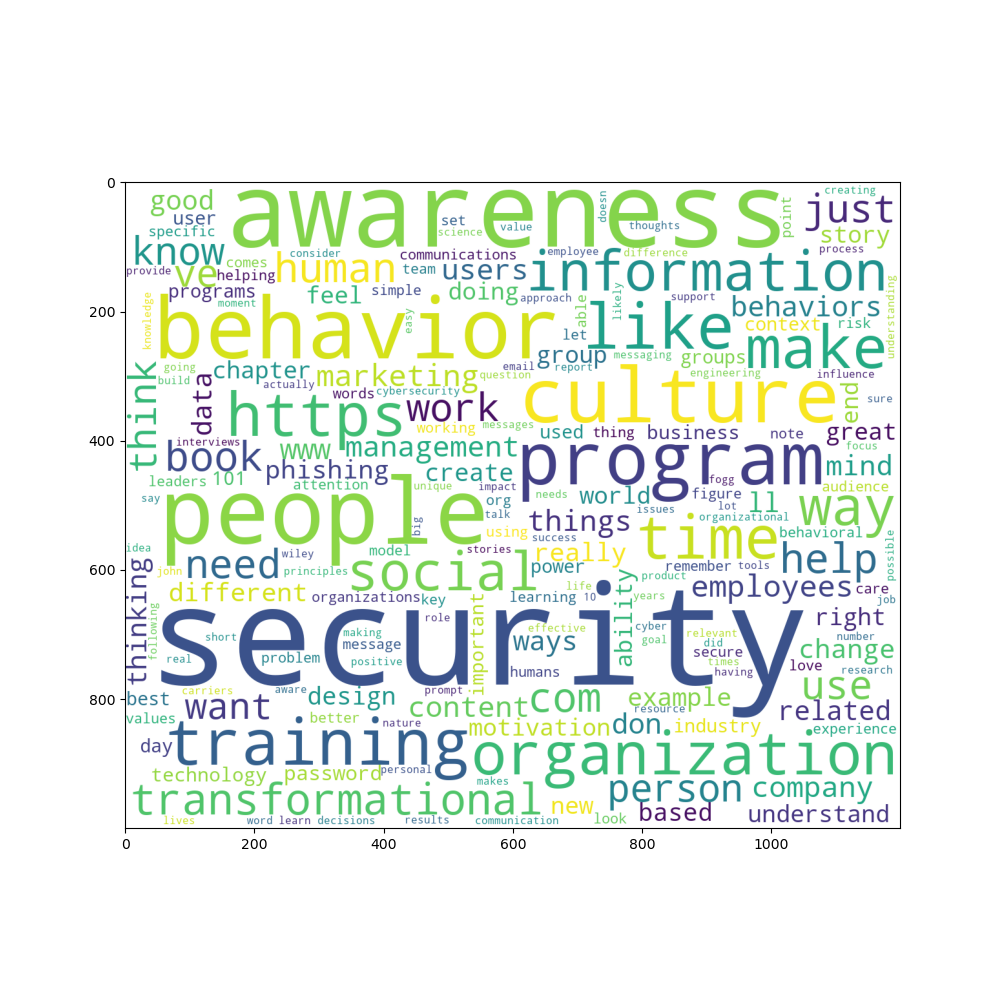 0
200
400
600
800
0 200 400 600 800 1000
awareness
good
user
specific
set
science
value
doesn
thoughts
point
creating
just
story
process
know
provide
ve
comes
helping
consider
human
communications
team
users
employee
difference
information
programs
moment
feel
simple
doing
approach
able
likely
support
behaviors
understanding
knowledge
behavior
easy
let
like
context
risk
make
group
messaging
groups
going
build
chapter
actually
marketing
question
email
report
engineering
influence
think
data
words
cybersecurity
https
work
culture
end
sure
working
messages
used
thing
business
note
great
interviews
book
www
management
focus
leaders
101
phishing
attention
create
unique
impact
program
fogg
mind
audience
say
people
big
org
talk
needs
world
issues
figure
lot
ll
organizational
way
using
things
success
time
behavioral
possible
idea
need
wiley
model
stories
really
help
john
principles
social
power
remember
tools
thinking
following
different
organizations
key
life
learning
10
product
years
employees
care
job
role
important
ability
security
short
making
message
effective
ways
cyber
goal
relevant
did
secure
times
having
right
number
change
real
problem
positive
humans
love
research
best
carriers
aware
design
prompt
content
com
example
resource
use
values
want
better
nature
motivation
don
industry
related
experience
day
training
personal
organization
technology
password
makes
person
company
transformational
new
based
understand
lives
word
learn
decisions
results
communication
look